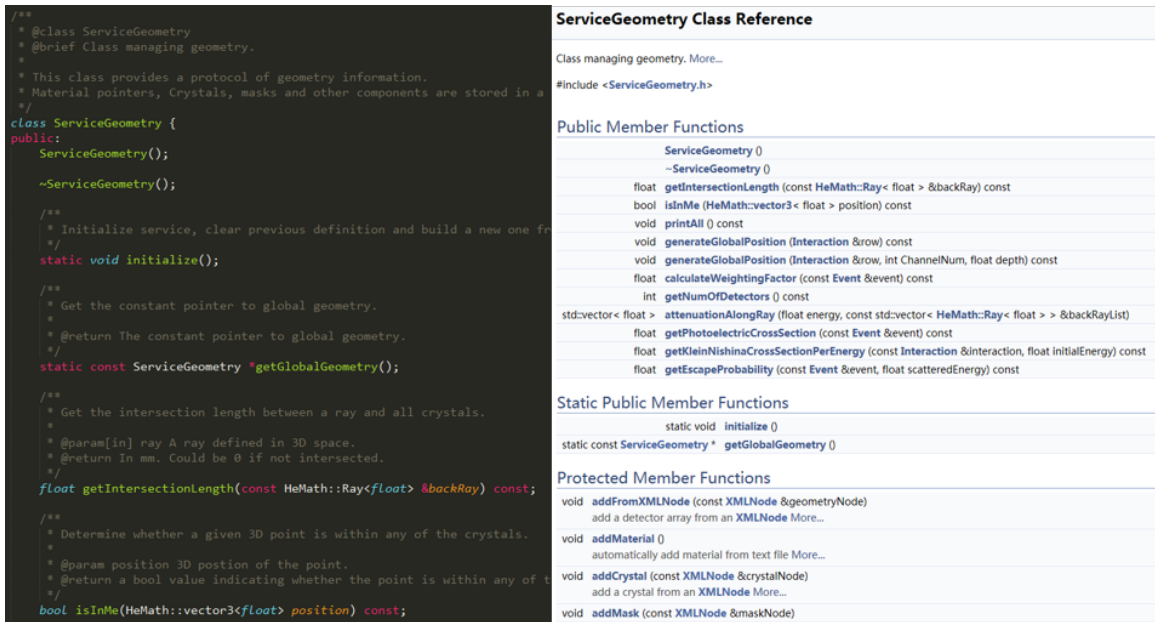 /**
* @class ServiceGeometry
* @brief Class managing geometry.
*
* This class provides a protocol of geometry information.
* Material pointers, Crystals, masks and other components are stored in a
*/
class ServiceGeometry {
public:
ServiceGeometry();
~ServiceGeometry();
/**
* Initialize service, clear previous definition and build a new one fr
*/
static void initialize();
/**
* Get the constant pointer to global geometry.
*
* @return The constant pointer to global geometry.
*/
static const ServiceGeometry *getGlobalGeometry();
/**
* Get the intersection length between a ray and all crystals.
*
* @param[in] ray A ray defined in 3D space.
* @return In mm. Could be 0 if not intersected.
*/
float getIntersectionLength(const HeMath::Ray<float> &backRay) const;
/**
* Determine whether a given 3D point is within any of the crystals.
*
* @param position 3D postion of the point.
* @return a bool value indicating whether the point is within any of t
*/
bool isInMe(HeMath::vector3<float> position) const;
ServiceGeometry Class Reference
Class managing geometry. More...
#include <ServiceGeometry.h>
Public Member Functions
ServiceGeometry ()
~ServiceGeometry ()
float getIntersectionLength (const HeMath::Ray< float > &backRay) const
bool isInMe (HeMath::vector3< float > position) const
void printAll () const
void generateGlobalPosition (Interaction &row) const
void generateGlobalPosition (Interaction &row, int ChannelNum, float depth) const
float calculateWeightingFactor (const Event &event) const
int getNumOfDetectors () const
std::vector< float > attenuationAlongRay (float energy, const std::vector< HeMath::Ray< float > > &backRayList)
float getPhotoelectricCrossSection (const Event &event) const
float getKleinNishinaCrossSectionPerEnergy (const Interaction &interaction, float initialEnergy) const
float getEscapeProbability (const Event &event, float scatteredEnergy) const
Static Public Member Functions
static void initialize ()
static const ServiceGeometry * getGlobalGeometry ()
Protected Member Functions
void addFromXMLNode (const XMLNode &geometryNode)
add a detector array from an XMLNode More...
void addMaterial ()
automatically add material from text file More...
void addCrystal (const XMLNode &crystalNode)
add a crystal from an XMLNode More...
void addMask (const XMLNode &maskNode)